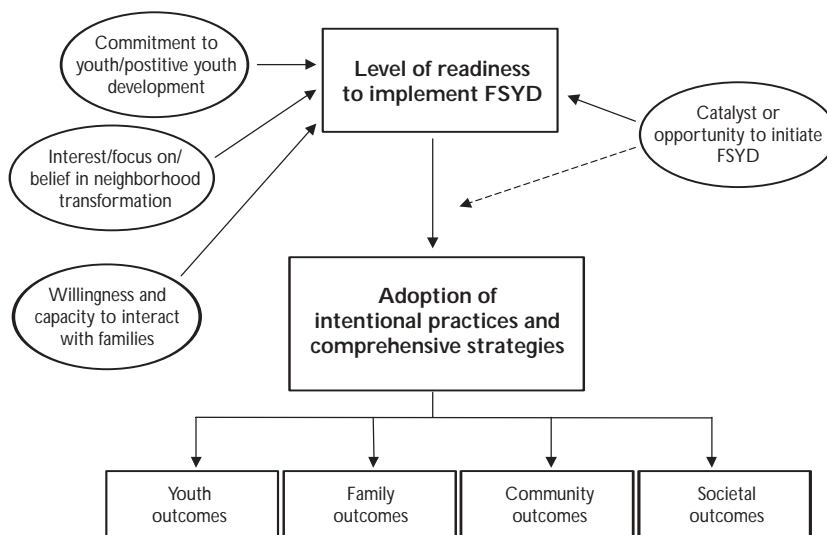 Commitment to
youth/postitive youth
development
Level of readiness
to implement FSYD
Catalyst or
opportunity to initiate
FSYD
Interest/focus on/
belief in neighborhood
transformation
Willingness and
capacity to interact
with families
Adoption of
intentional practices and
comprehensive strategies
Youth
outcomes
Family
outcomes
Community
outcomes
Societal
outcomes